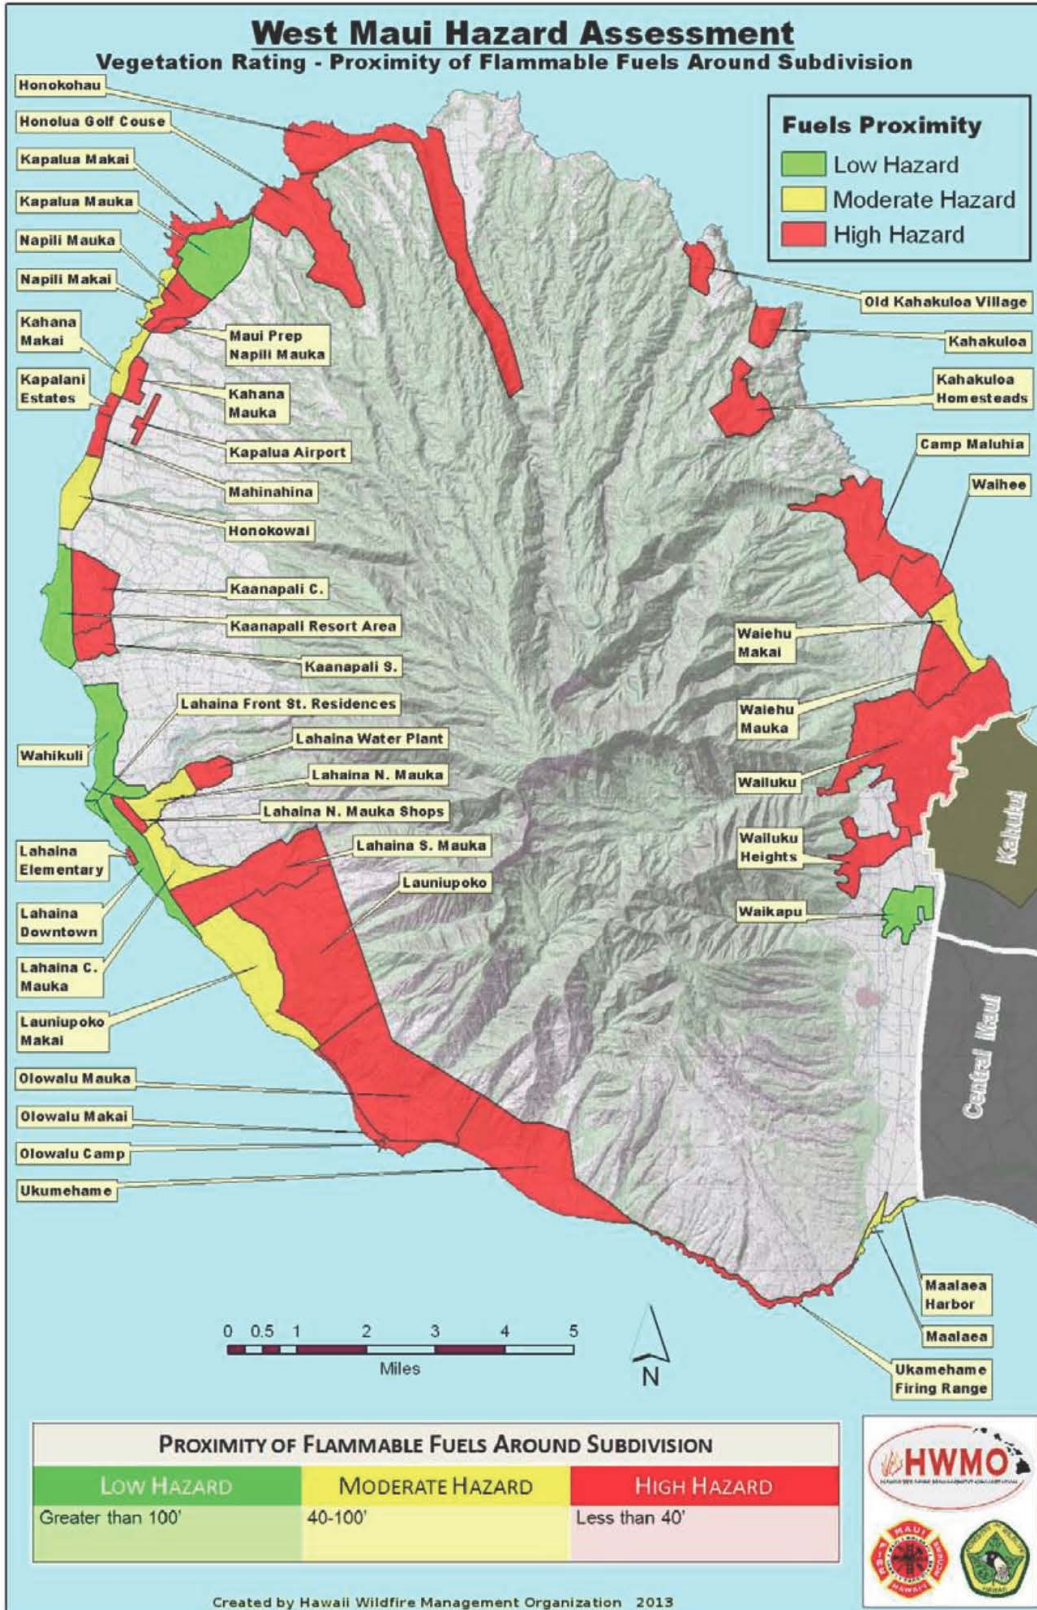 West Maui Hazard Assessment
Vegetation Rating - Proximity of Flammable Fuels Around Subdivision
Honokohau
Honolua Golf Couse
Kapalua Makai
Kapalua Mauka
Napili Mauka
Napili Makai
Kahana
Makai
Kapalani
Estates
Maui Prep
Napili Mauka
Kahana
Mauka
Kapalua Airport
Mahinahina
Honokowai
Kaanapali C.
Kaanapali Resort Area
Kaanapali S.
Lahaina Front St. Residences
Wahikuli
Lahaina Water Plant
Lahaina N. Mauka
Lahaina N. Mauka Shops
Lahaina S. Mauka
Launiupoko
Lahaina
Elementary
Lahaina
Downtown
Lahaina C.
Mauka
Launiupoko
Makai
Olowalu Mauka
Olowalu Makai
Olowalu Camp
Ukumehame
Fuels Proximity
Low Hazard
Moderate Hazard
High Hazard
Old Kahakuloa Village
Kahakuloa
Kahakuloa
Homesteads
Camp Maluhia
Waihee
Waiehu
Makai
Waiehu
Mauka
Wailuku
Wailuku
Heights
Waikapu
Kahului
Central Maui
Maalaea
Harbor
Maalaea
Ukamehame
Firing Range
0 0.5 1 2 3 4 5
Miles
N
PROXIMITY OF FLAMMABLE FUELS AROUND SUBDIVISION
LOW HAZARD
MODERATE HAZARD
HIGH HAZARD
Greater than 100'
40-100'
Less than 40'
HWMO
MAUI
FIRE
HAWAII
Created by Hawaii Wildfire Management Organization 2013